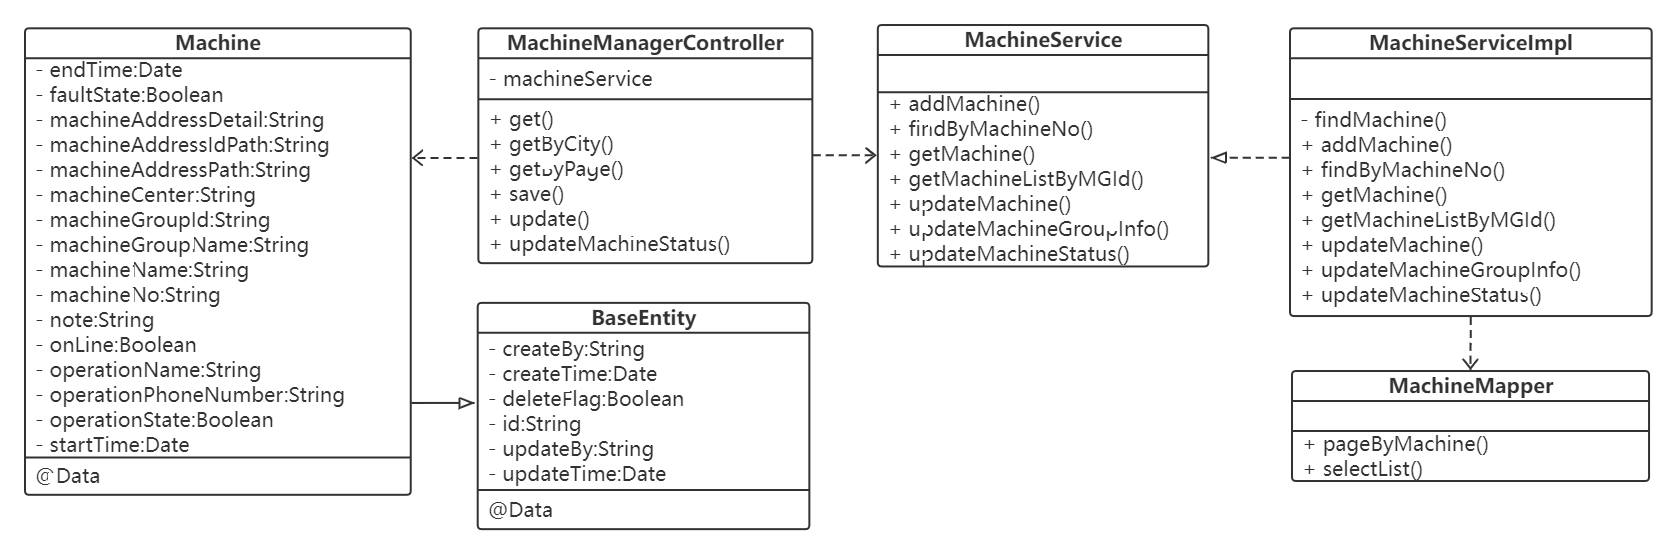 Machine
- endTime:Date
- faultState:Boolean
- machineAddressDetail:String
- machineAddressIdPath:String
- machineAddressPath:String
- machineCenter:String
- machineGroupId:String
- machineGroupName:String
- machineName:String
- machineNo:String
- note:String
- onLine:Boolean
- operationName:String
- operationPhoneNumber:String
- operationState:Boolean
- startTime:Date
@Data
MachineManagerController
- machineService
+ get()
+ getByCity()
+ getByPage()
+ save()
+ update()
+ updateMachineStatus()
BaseEntity
- createBy:String
- createTime:Date
- deleteFlag:Boolean
- id:String
- updateBy:String
- updateTime:Date
@Data
MachineService
+ addMachine()
+ findByMachineNo()
+ getMachine()
+ getMachineListByMGId()
+ updateMachine()
+ updateMachineGroupInfo()
+ updateMachineStatus()
MachineServiceImpl
- findMachine()
+ addMachine()
+ findByMachineNo()
+ getMachine()
+ getMachineListByMGId()
+ updateMachine()
+ updateMachineGroupInfo()
+ updateMachineStatus()
MachineMapper
+ pageByMachine()
+ selectList()